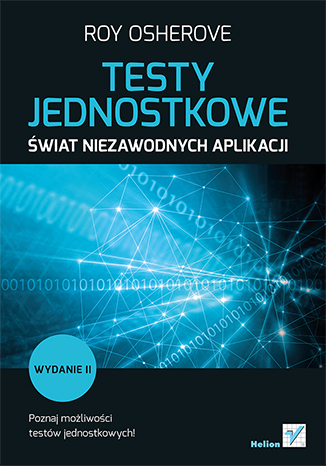 ROY OSHEROVE
TESTY
JEDNOSTKOWE
ŚWIAT NIEZAWODNYCH APLIKACJI
WYDANIE II
Poznaj możliwości
testów jednostkowych!
Helion